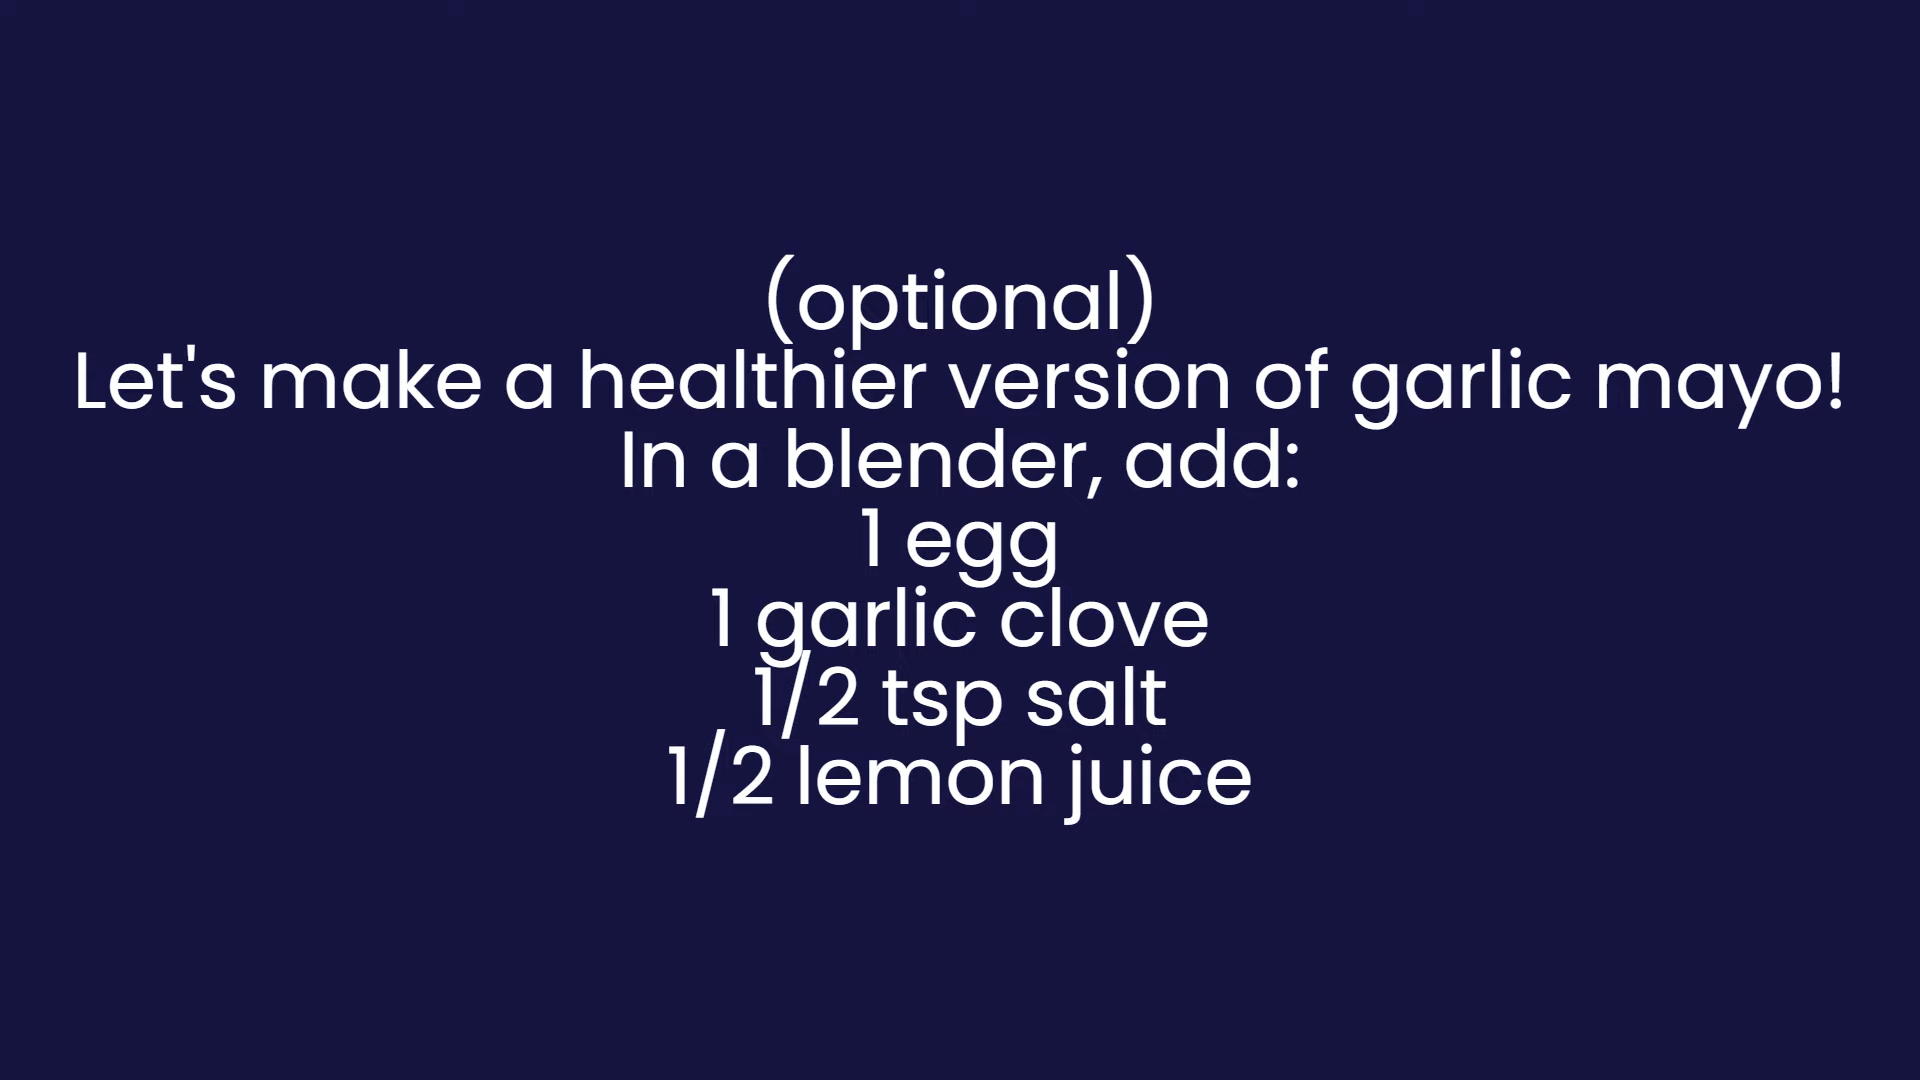 (optional)
Let's make a healthier version of garlic mayo!
In a blender, add:
1 egg
1 garlic clove
1/2 tsp salt
1/2 lemon juice